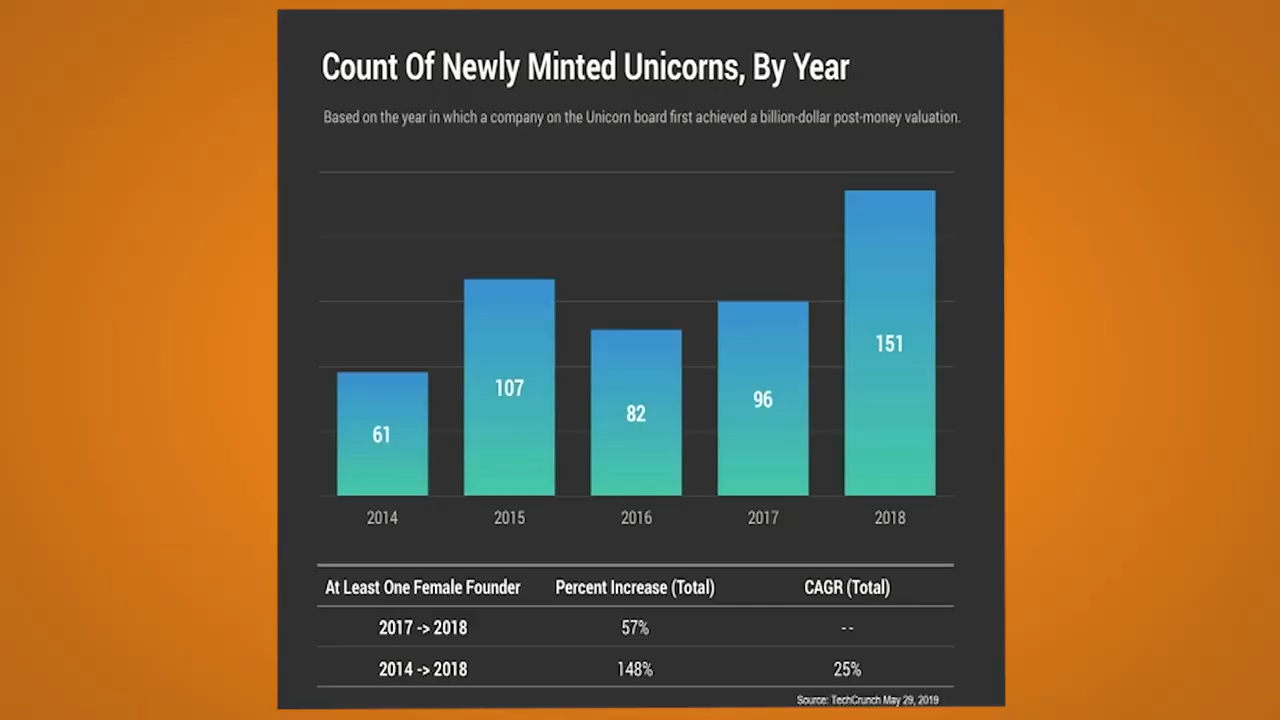 Count Of Newly Minted Unicorns, By Year
Based on the year in which a company on the Unicorn board first achieved a billion-dollar post-money valuation.
61
107
82
96
151
2014 2015 2016 2017 2018
At Least One Female Founder Percent Increase (Total) CAGR (Total)
2017 -> 2018 57% --
2014 -> 2018 148% 25%
Source: TechCrunch May 29, 2019